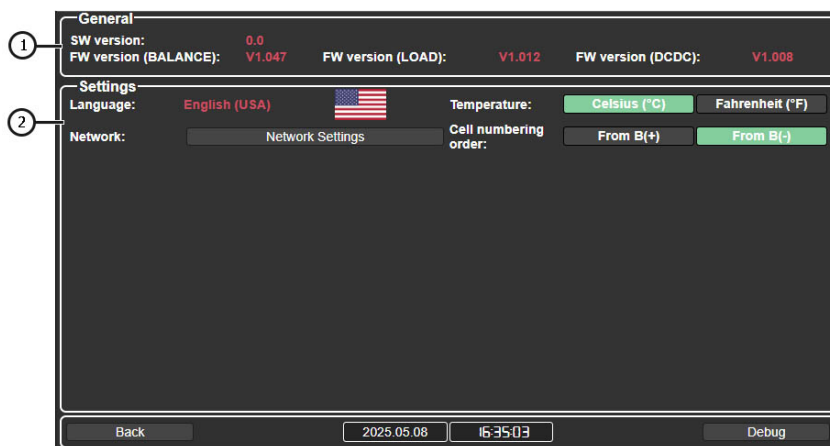 General
1
SW version: 0.0
FW version (BALANCE): V1.047 FW version (LOAD): V1.012 FW version (DCDC): V1.008
Settings
2
Language: English (USA) Temperature: Celsius (°C) Fahrenheit (°F)
Network: Network Settings Cell numbering order: From B(+) From B(-)
Back 2025.05.08 16:35:03 Debug